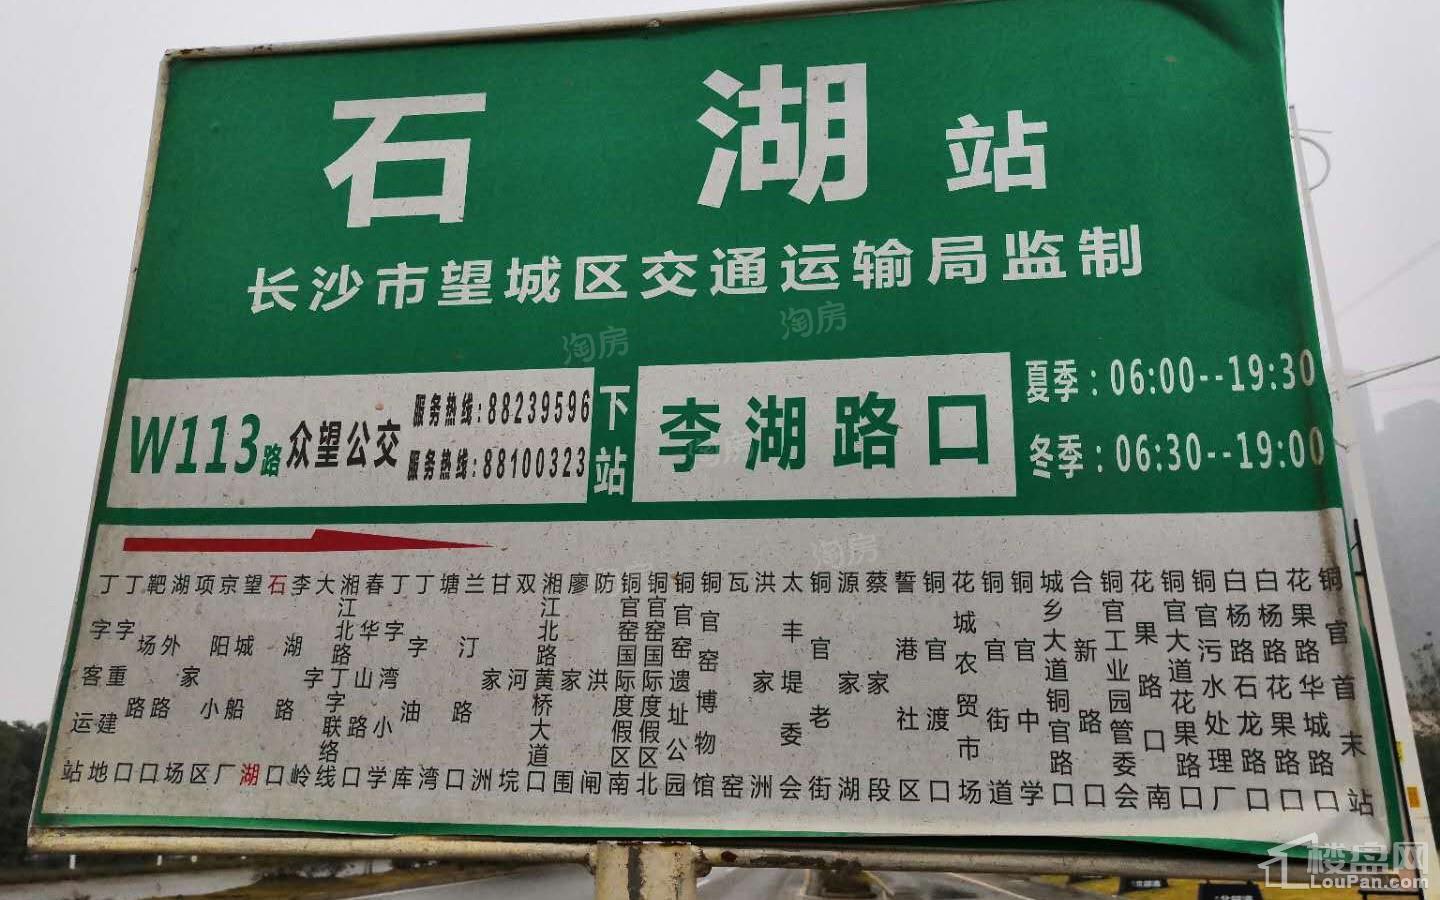 石湖站
长沙市望城区交通运输局监制
W113路 众望公交
服务热线:88239596
服务热线:88100323
下站
李湖路口
夏季:06:00--19:30
冬季:06:30--19:00
丁字客运站
丁字重建地
靶场路口
湖外路口
项家场
京阳小区
望城船厂
石湖
李湖路口
大字岭
湘江北路丁字联络线
春华山路口
丁字湾小学
丁字油库
塘湾
兰汀路口
甘家洲
双河垸
湘江北路黄桥大道口
廖家围
防洪闸
铜官窑国际度假区南
铜官窑国际度假区北
铜官窑遗址公园
铜官窑博物馆
瓦窑
洪家洲
太丰堤委会
铜官老街
源家湖
蔡家段
誓港社区
铜官渡口
花城农贸市场
铜官街道
铜官中学
城乡大道铜官路口
合新路口
铜官工业园管委会
花果路口南
铜官大道花果路口
铜官污水处理厂
白杨路石龙路口
白杨路花果路口
花果路华城路口
铜官首末站
淘房
淘房
淘房
淘房
楼盘网
LouPan.com